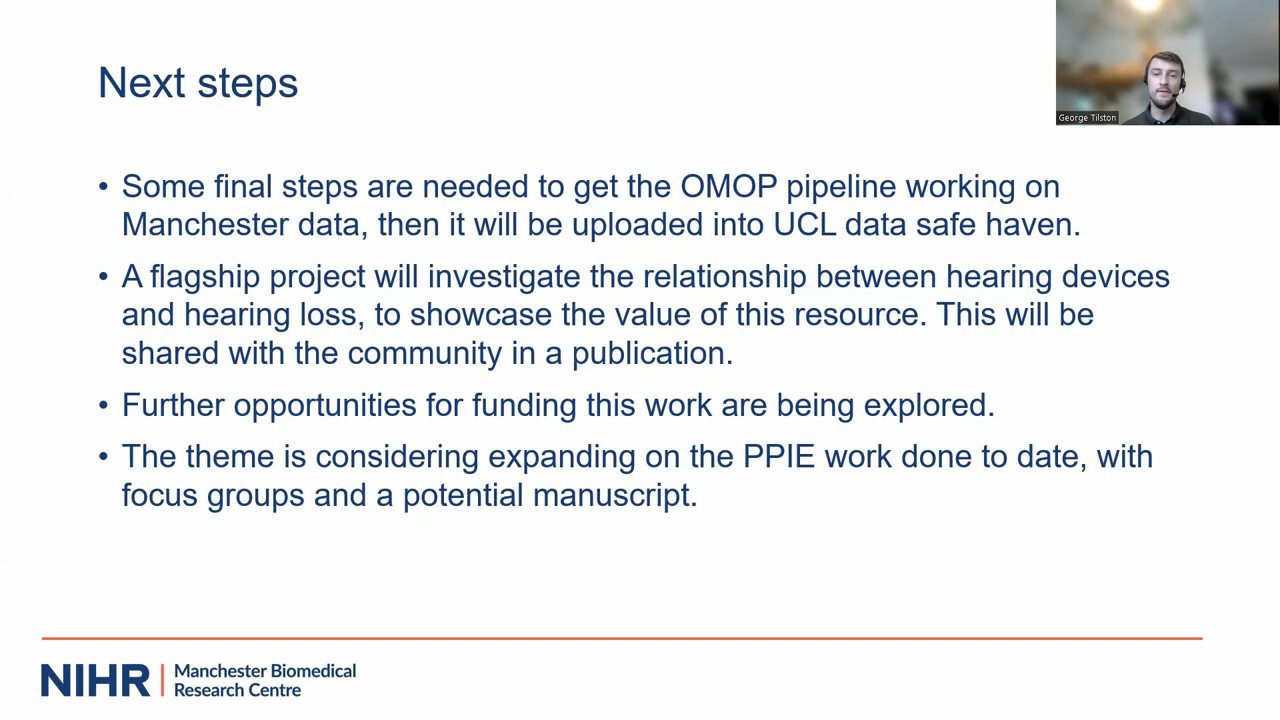 Next steps
George Tilston
• Some final steps are needed to get the OMOP pipeline working on
Manchester data, then it will be uploaded into UCL data safe haven.
• A flagship project will investigate the relationship between hearing devices
and hearing loss, to showcase the value of this resource. This will be
shared with the community in a publication.
• Further opportunities for funding this work are being explored.
• The theme is considering expanding on the PPIE work done to date, with
focus groups and a potential manuscript.
NIHR | Manchester Biomedical
Research Centre